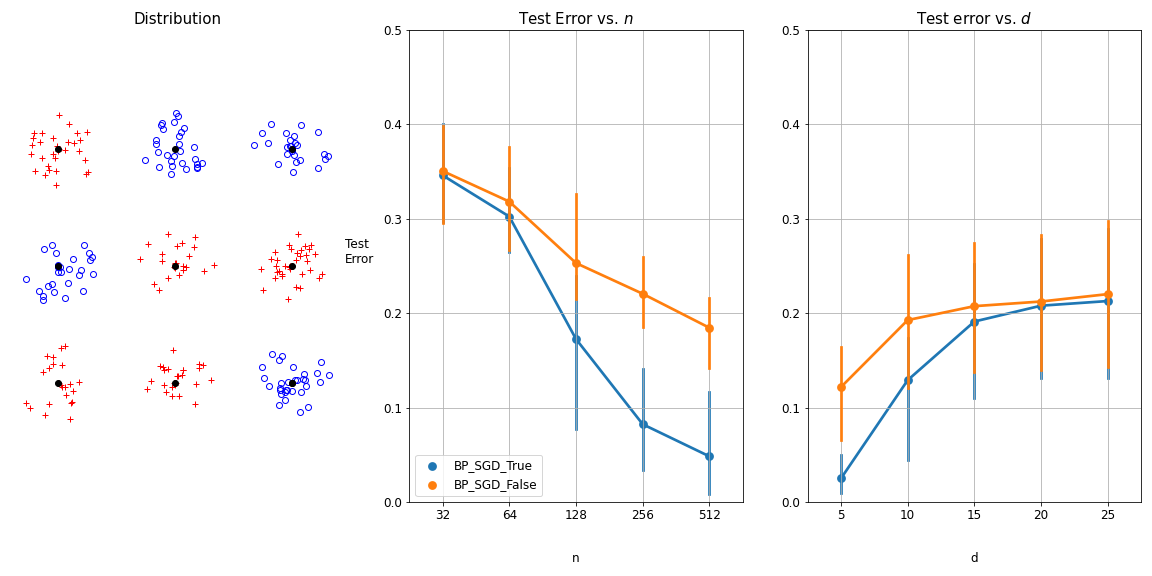 Distribution
Test Error vs. n
Test error vs. d
0.5
0.4
0.3
0.2
0.1
0.0
Test
Error
BP_SGD_True
BP_SGD_False
32 64 128 256 512
n
0.5
0.4
0.3
0.2
0.1
0.0
5 10 15 20 25
d